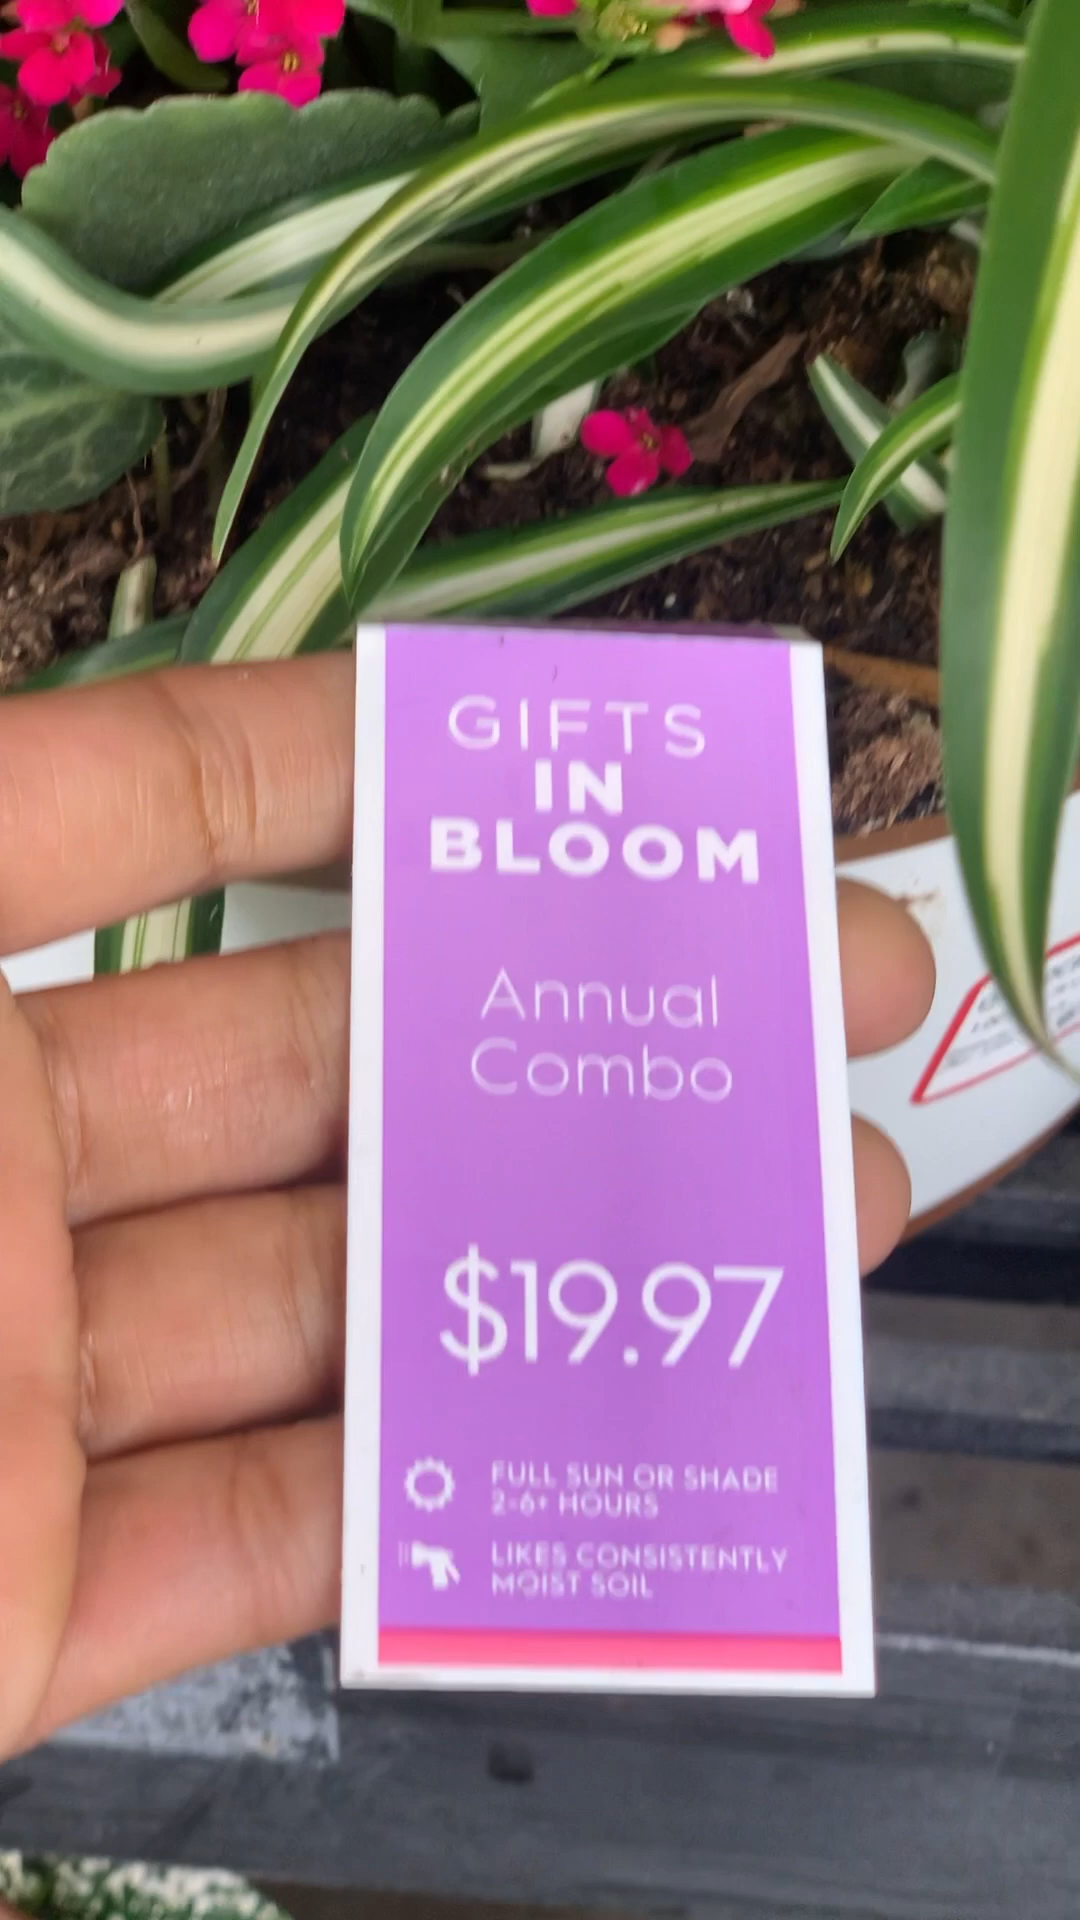 GIFTS
IN
BLOOM
Annual
Combo
$19.97
FULL SUN OR SHADE
2-6+ HOURS
LIKES CONSISTENTLY
MOIST SOIL